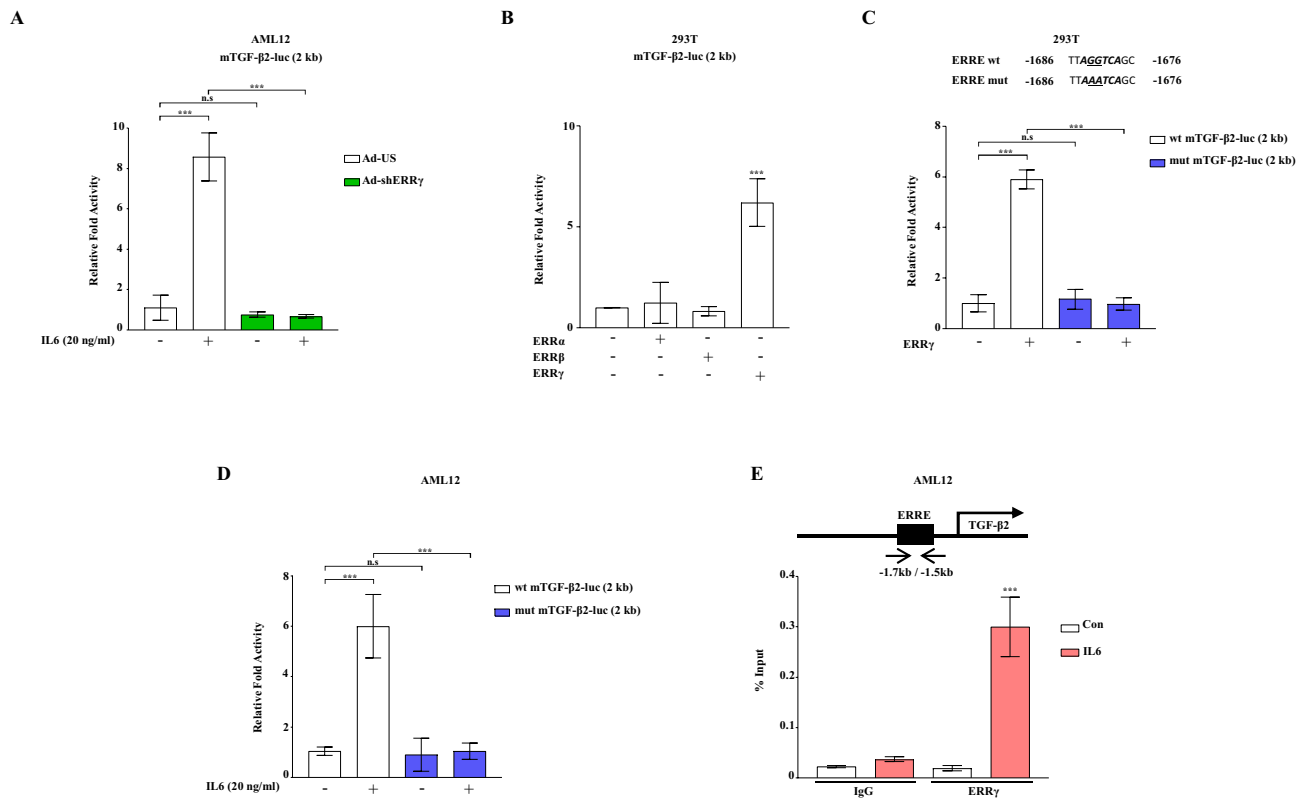 A
AML12
mTGF-β2-luc (2 kb)
***
n.s
***
10
8
6
4
2
0
Relative Fold Activity
Ad-US
Ad-shERRγ
IL6 (20 ng/ml) - + - +
B
293T
mTGF-β2-luc (2 kb)
10
5
0
Relative Fold Activity
***
ERRα - + - -
ERRβ - - + -
ERRγ - - - +
C
293T
ERRE wt -1686 TTAGGTCAGC -1676
ERRE mut -1686 TTAAATCAGC -1676
***
n.s
***
8
6
4
2
0
Relative Fold Activity
wt mTGF-β2-luc (2 kb)
mut mTGF-β2-luc (2 kb)
ERRγ - + - +
D
AML12
***
n.s
***
8
6
4
2
0
Relative Fold Activity
wt mTGF-β2-luc (2 kb)
mut mTGF-β2-luc (2 kb)
IL6 (20 ng/ml) - + - +
E
AML12
ERRE
TGF-β2
-1.7kb / -1.5kb
0.4
0.3
0.2
0.1
0
% Input
***
Con
IL6
IgG ERRγ